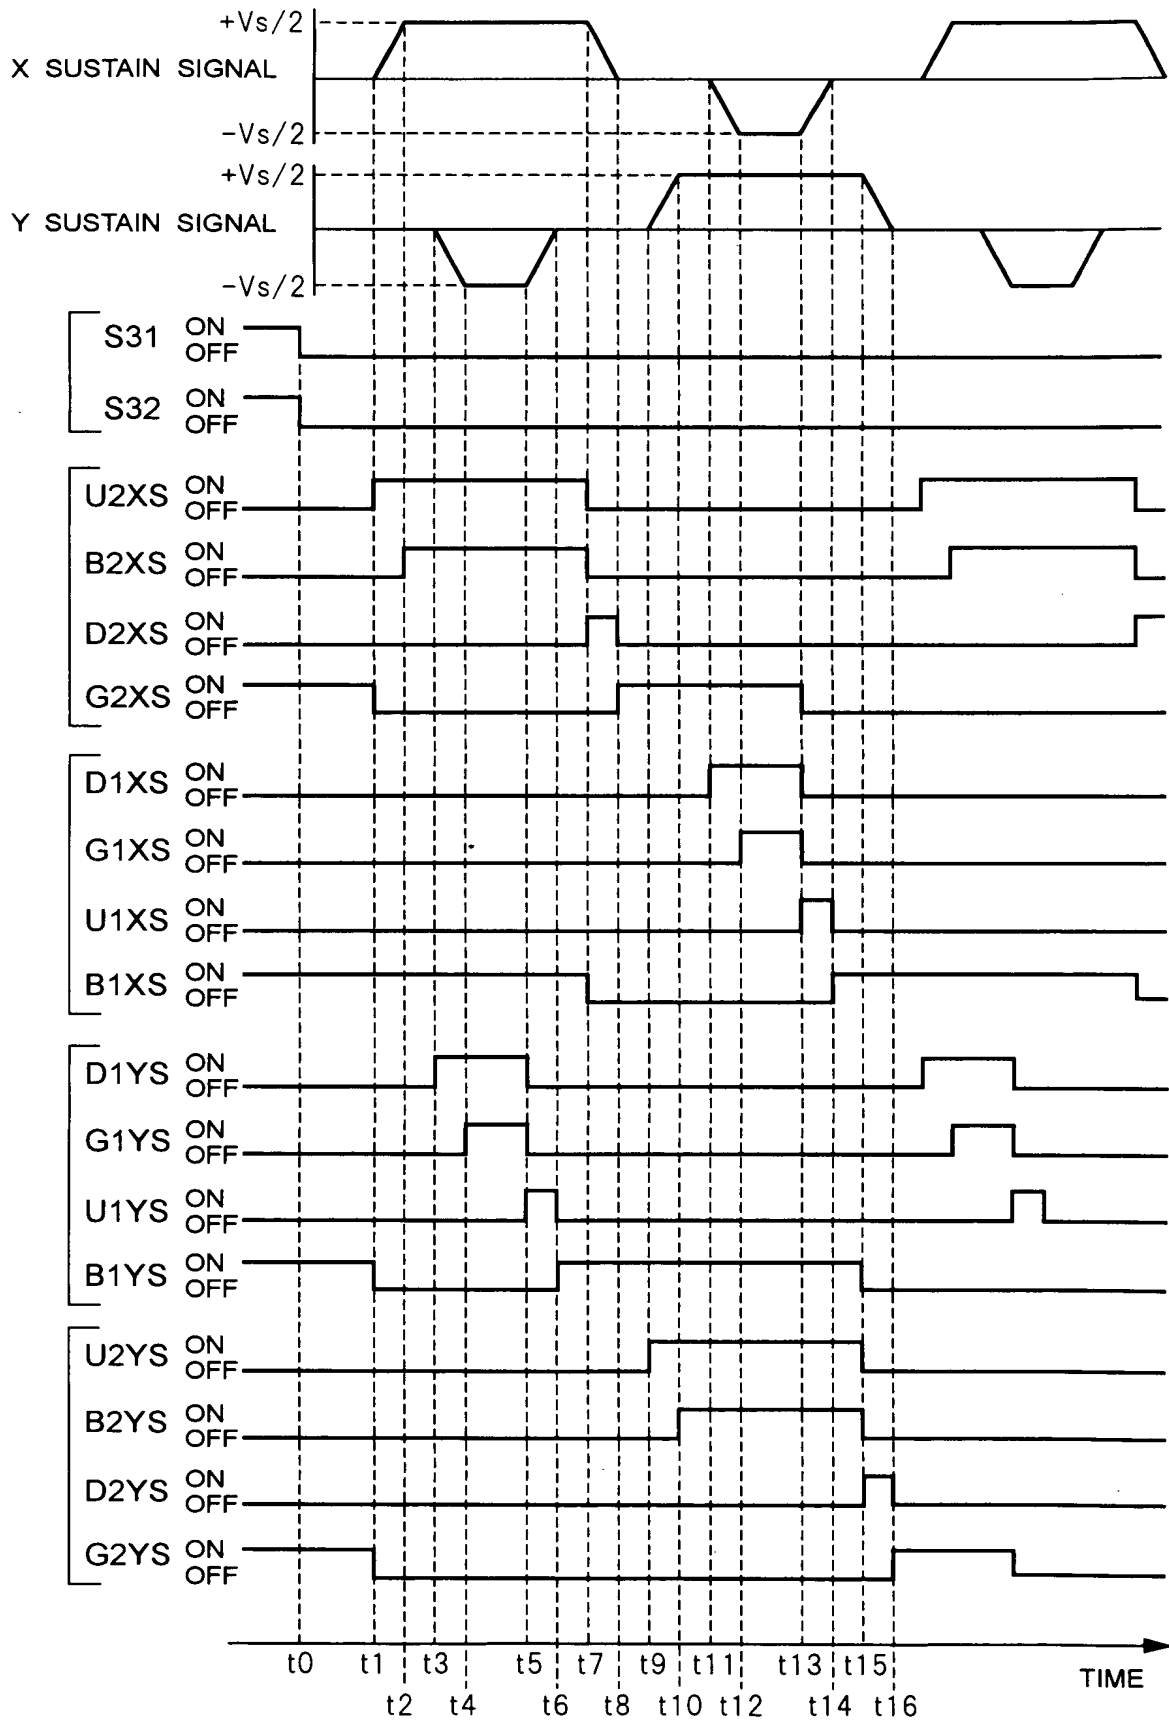 +Vs/2
X SUSTAIN SIGNAL
-Vs/2
+Vs/2
Y SUSTAIN SIGNAL
-Vs/2
S31 ON
OFF
S32 ON
OFF
U2XS ON
OFF
B2XS ON
OFF
D2XS ON
OFF
G2XS ON
OFF
D1XS ON
OFF
G1XS ON
OFF
U1XS ON
OFF
B1XS ON
OFF
D1YS ON
OFF
G1YS ON
OFF
U1YS ON
OFF
B1YS ON
OFF
U2YS ON
OFF
B2YS ON
OFF
D2YS ON
OFF
G2YS ON
OFF
t0 t1 t3 t5 t7 t9 t11 t13 t15
TIME
t2 t4 t6 t8 t10 t12 t14 t16